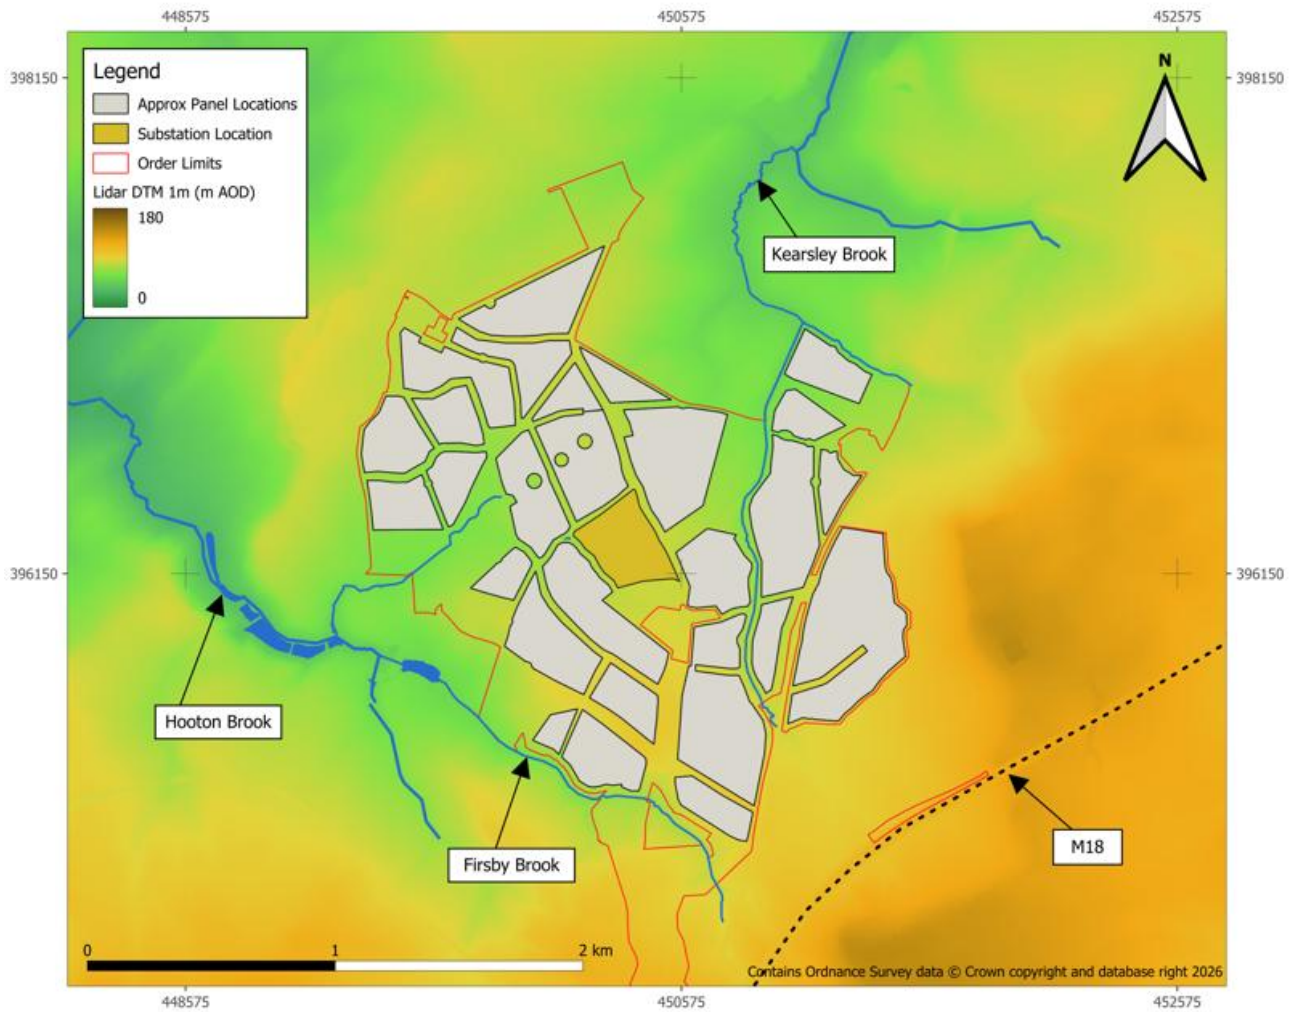 448575
450575
452575
398150
398150
Legend
Approx Panel Locations
Substation Location
Order Limits
Lidar DTM 1m (m AOD)
180
0
N
Kearsley Brook
396150
396150
Hooton Brook
Firsby Brook
M18
0
1
2 km
Contains Ordnance Survey data © Crown copyright and database right 2026
448575
450575
452575